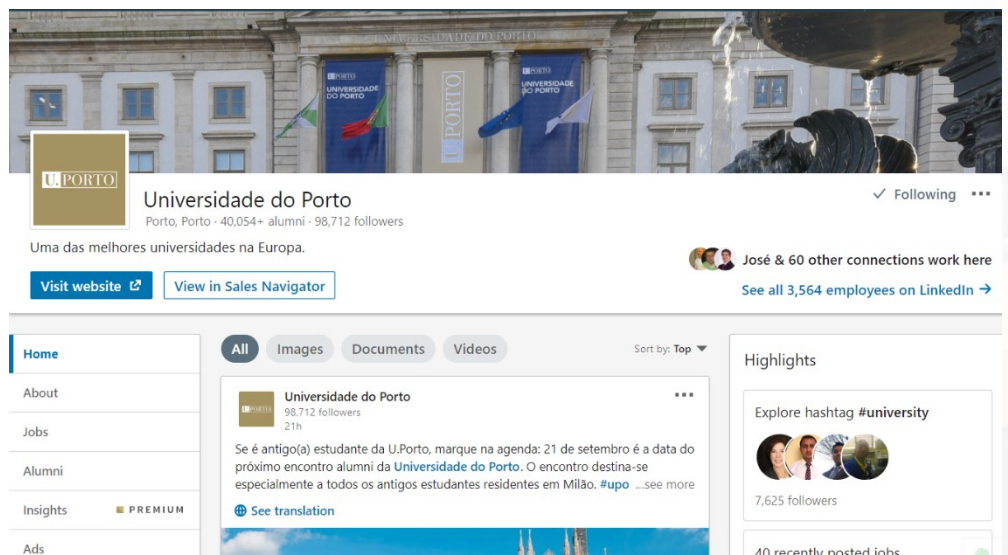 UNIVERSIDADE DO PORTO
U.PORTO
UNIVERSIDADE
DO PORTO
U.PORTO
U.PORTO
UNIVERSIDADE
DO PORTO
U.PORTO
Universidade do Porto
Porto, Porto · 40,054+ alumni · 98,712 followers
Following
Uma das melhores universidades na Europa.
José & 60 other connections work here
Visit website
View in Sales Navigator
See all 3,564 employees on LinkedIn →
Home
About
Jobs
Alumni
Insights PREMIUM
Ads
All Images Documents Videos
Sort by: Top
U.PORTO
Universidade do Porto
98,712 followers
21h
Se é antigo(a) estudante da U.Porto, marque na agenda: 21 de setembro é a data do
próximo encontro alumni da Universidade do Porto. O encontro destina-se
especialmente a todos os antigos estudantes residentes em Milão. #upo ...see more
See translation
Highlights
Explore hashtag #university
7,625 followers
40 recently posted jobs